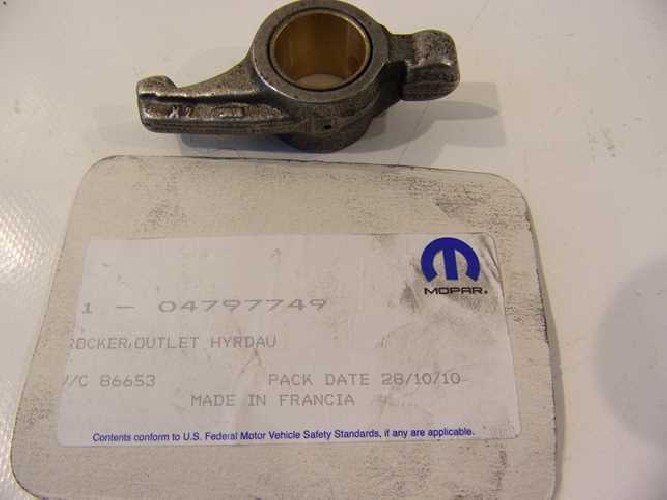 X2
MOPAR®
1 - 04797749
ROCKER,OUTLET HYRDAU
V/C 86653 PACK DATE 28/10/10
MADE IN FRANCIA
Contents conform to U.S. Federal Motor Vehicle Safety Standards, if any are applicable.